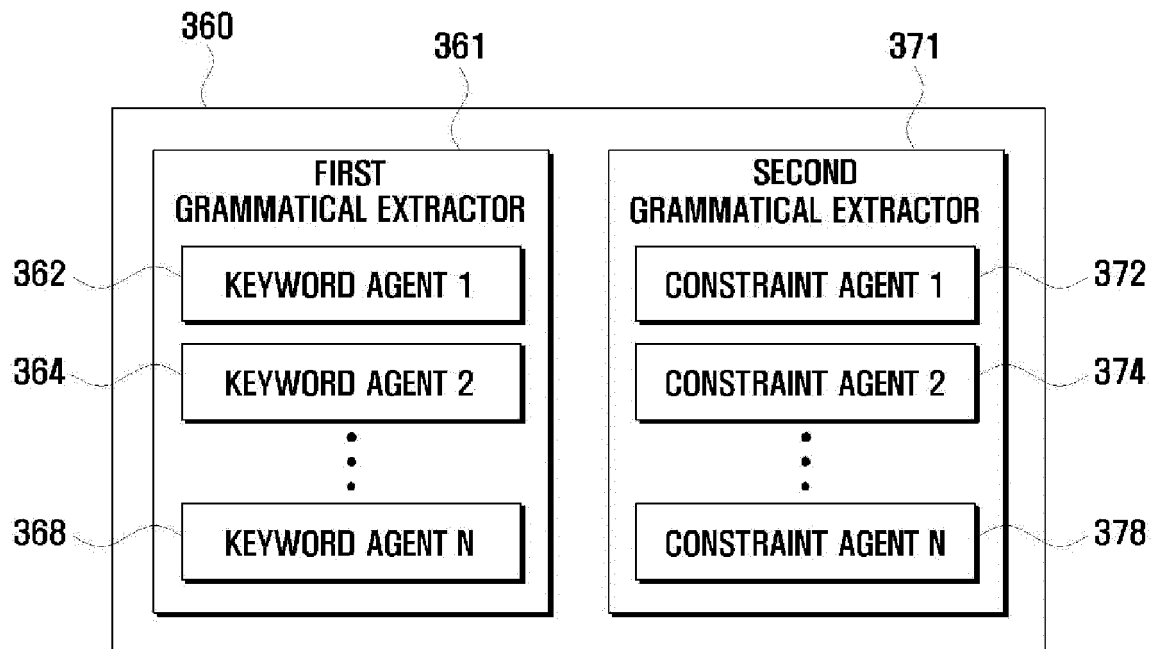 360
361
371
FIRST
GRAMMATICAL EXTRACTOR
SECOND
GRAMMATICAL EXTRACTOR
362
KEYWORD AGENT 1
CONSTRAINT AGENT 1
372
364
KEYWORD AGENT 2
CONSTRAINT AGENT 2
374
368
KEYWORD AGENT N
CONSTRAINT AGENT N
378